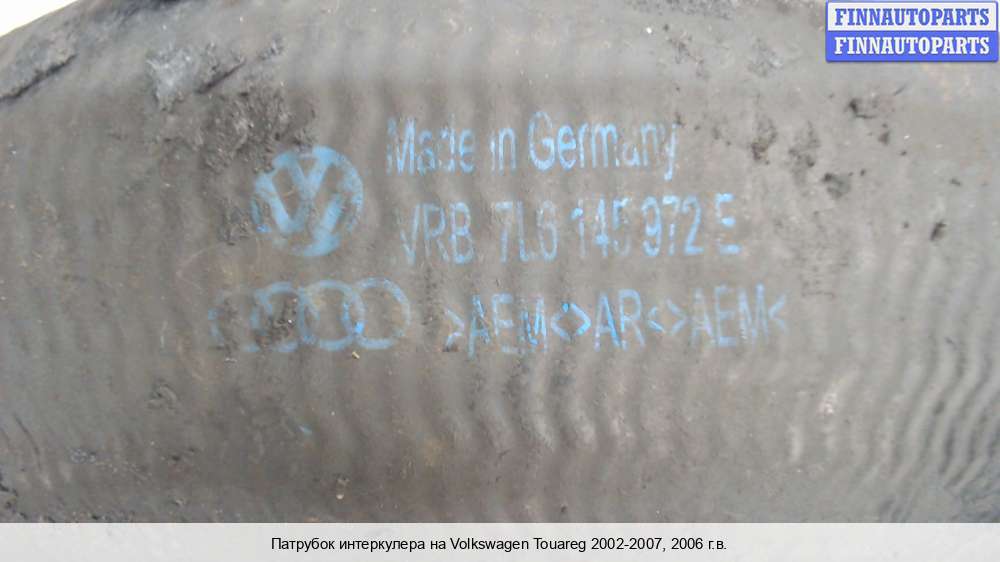 FINNAUTOPARTS
FINNAUTOPARTS
Made in Germany
VRB. 7L6 145 972 E
>AEM<>AR<>AEM<
Патрубок интеркулера на Volkswagen Touareg 2002-2007, 2006 г.в.